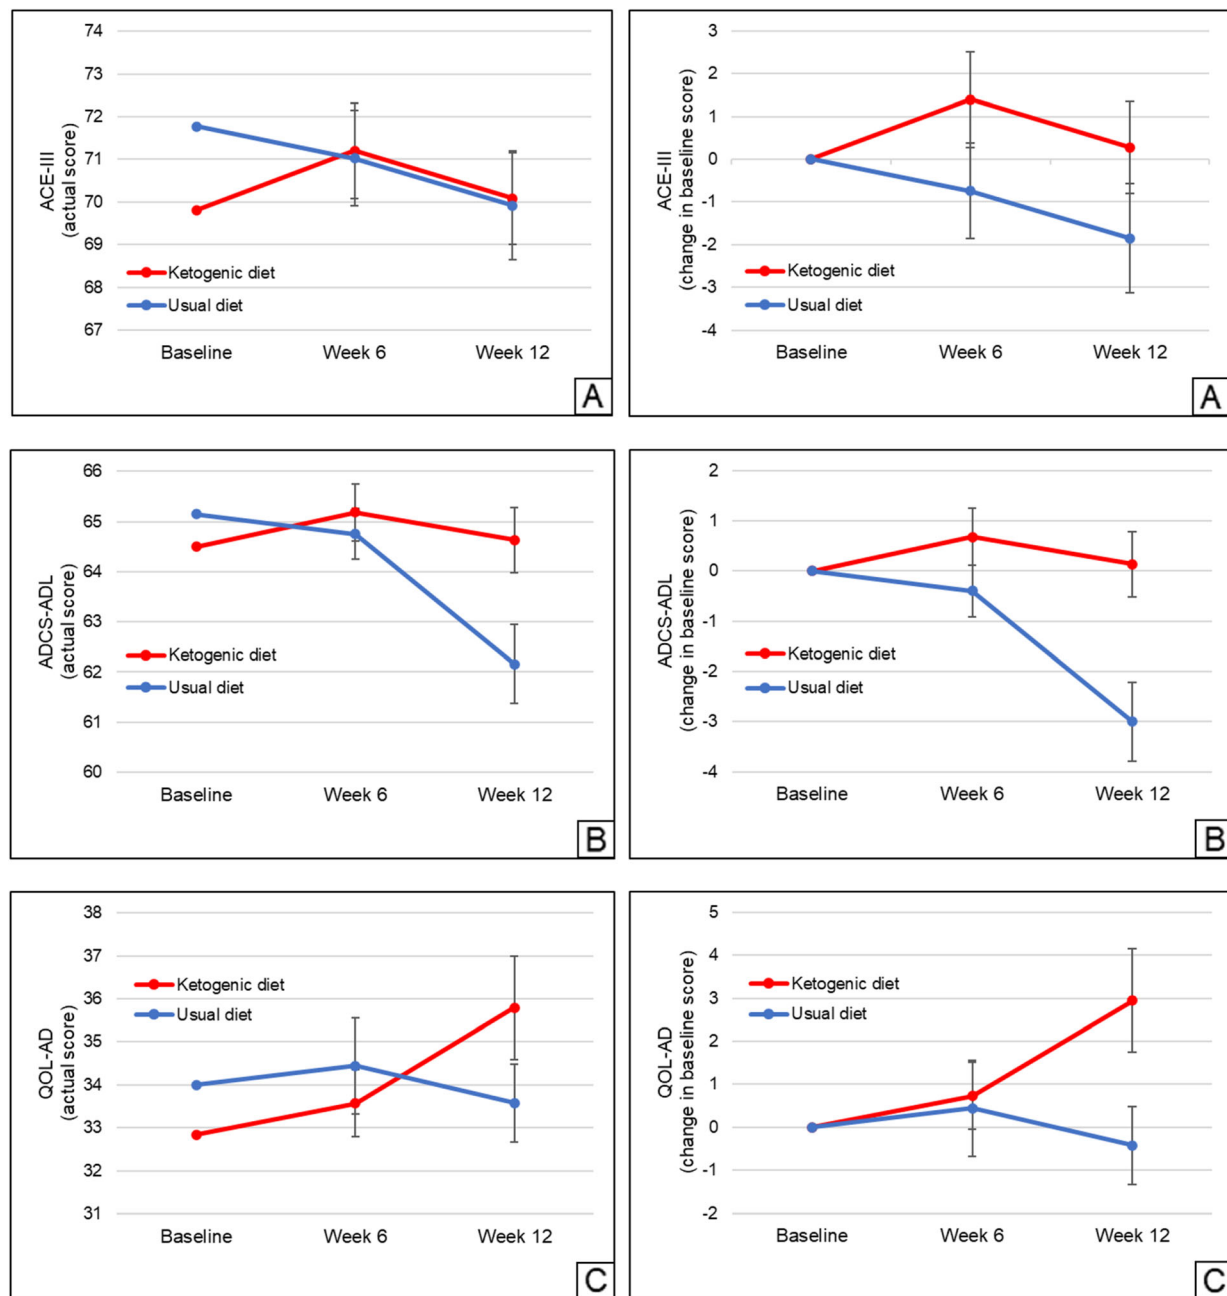 74
73
72
71
70
69
68
67
ACE-III
(actual score)
Ketogenic diet
Usual diet
Baseline
Week 6
Week 12
A
3
2
1
0
-1
-2
-3
-4
ACE-III
(change in baseline score)
Ketogenic diet
Usual diet
Baseline
Week 6
Week 12
A
66
65
64
63
62
61
60
ADCS-ADL
(actual score)
Ketogenic diet
Usual diet
Baseline
Week 6
Week 12
B
2
1
0
-1
-2
-3
-4
ADCS-ADL
(change in baseline score)
Ketogenic diet
Usual diet
Baseline
Week 6
Week 12
B
38
37
36
35
34
33
32
31
QOL-AD
(actual score)
Ketogenic diet
Usual diet
Baseline
Week 6
Week 12
C
5
4
3
2
1
0
-1
-2
QOL-AD
(change in baseline score)
Ketogenic diet
Usual diet
Baseline
Week 6
Week 12
C